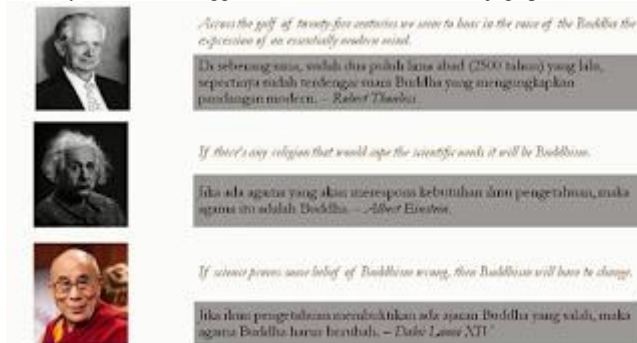 Across the gulf of twenty-five centuries we seem to hear in the voice of the Buddha the
expression of an essentially modern mind.
Di seberang sana, sudah dua puluh lima abad (2500 tahun) yang lalu,
sepertinya sudah terdengar suara Buddha yang mengungkapkan
pandangan modern. – Robert Thouless
If there's any religion that would cope the scientific needs it will be Buddhism.
Jika ada agama yang akan merespons kebutuhan ilmu pengetahuan, maka
agama itu adalah Buddha. – Albert Einstein.
If science proves some belief of Buddhism wrong, then Buddhism will have to change.
Jika ilmu pengetahuan membuktikan ada ajaran Buddha yang salah, maka
agama Buddha harus berubah. – Dalai Lama XIV